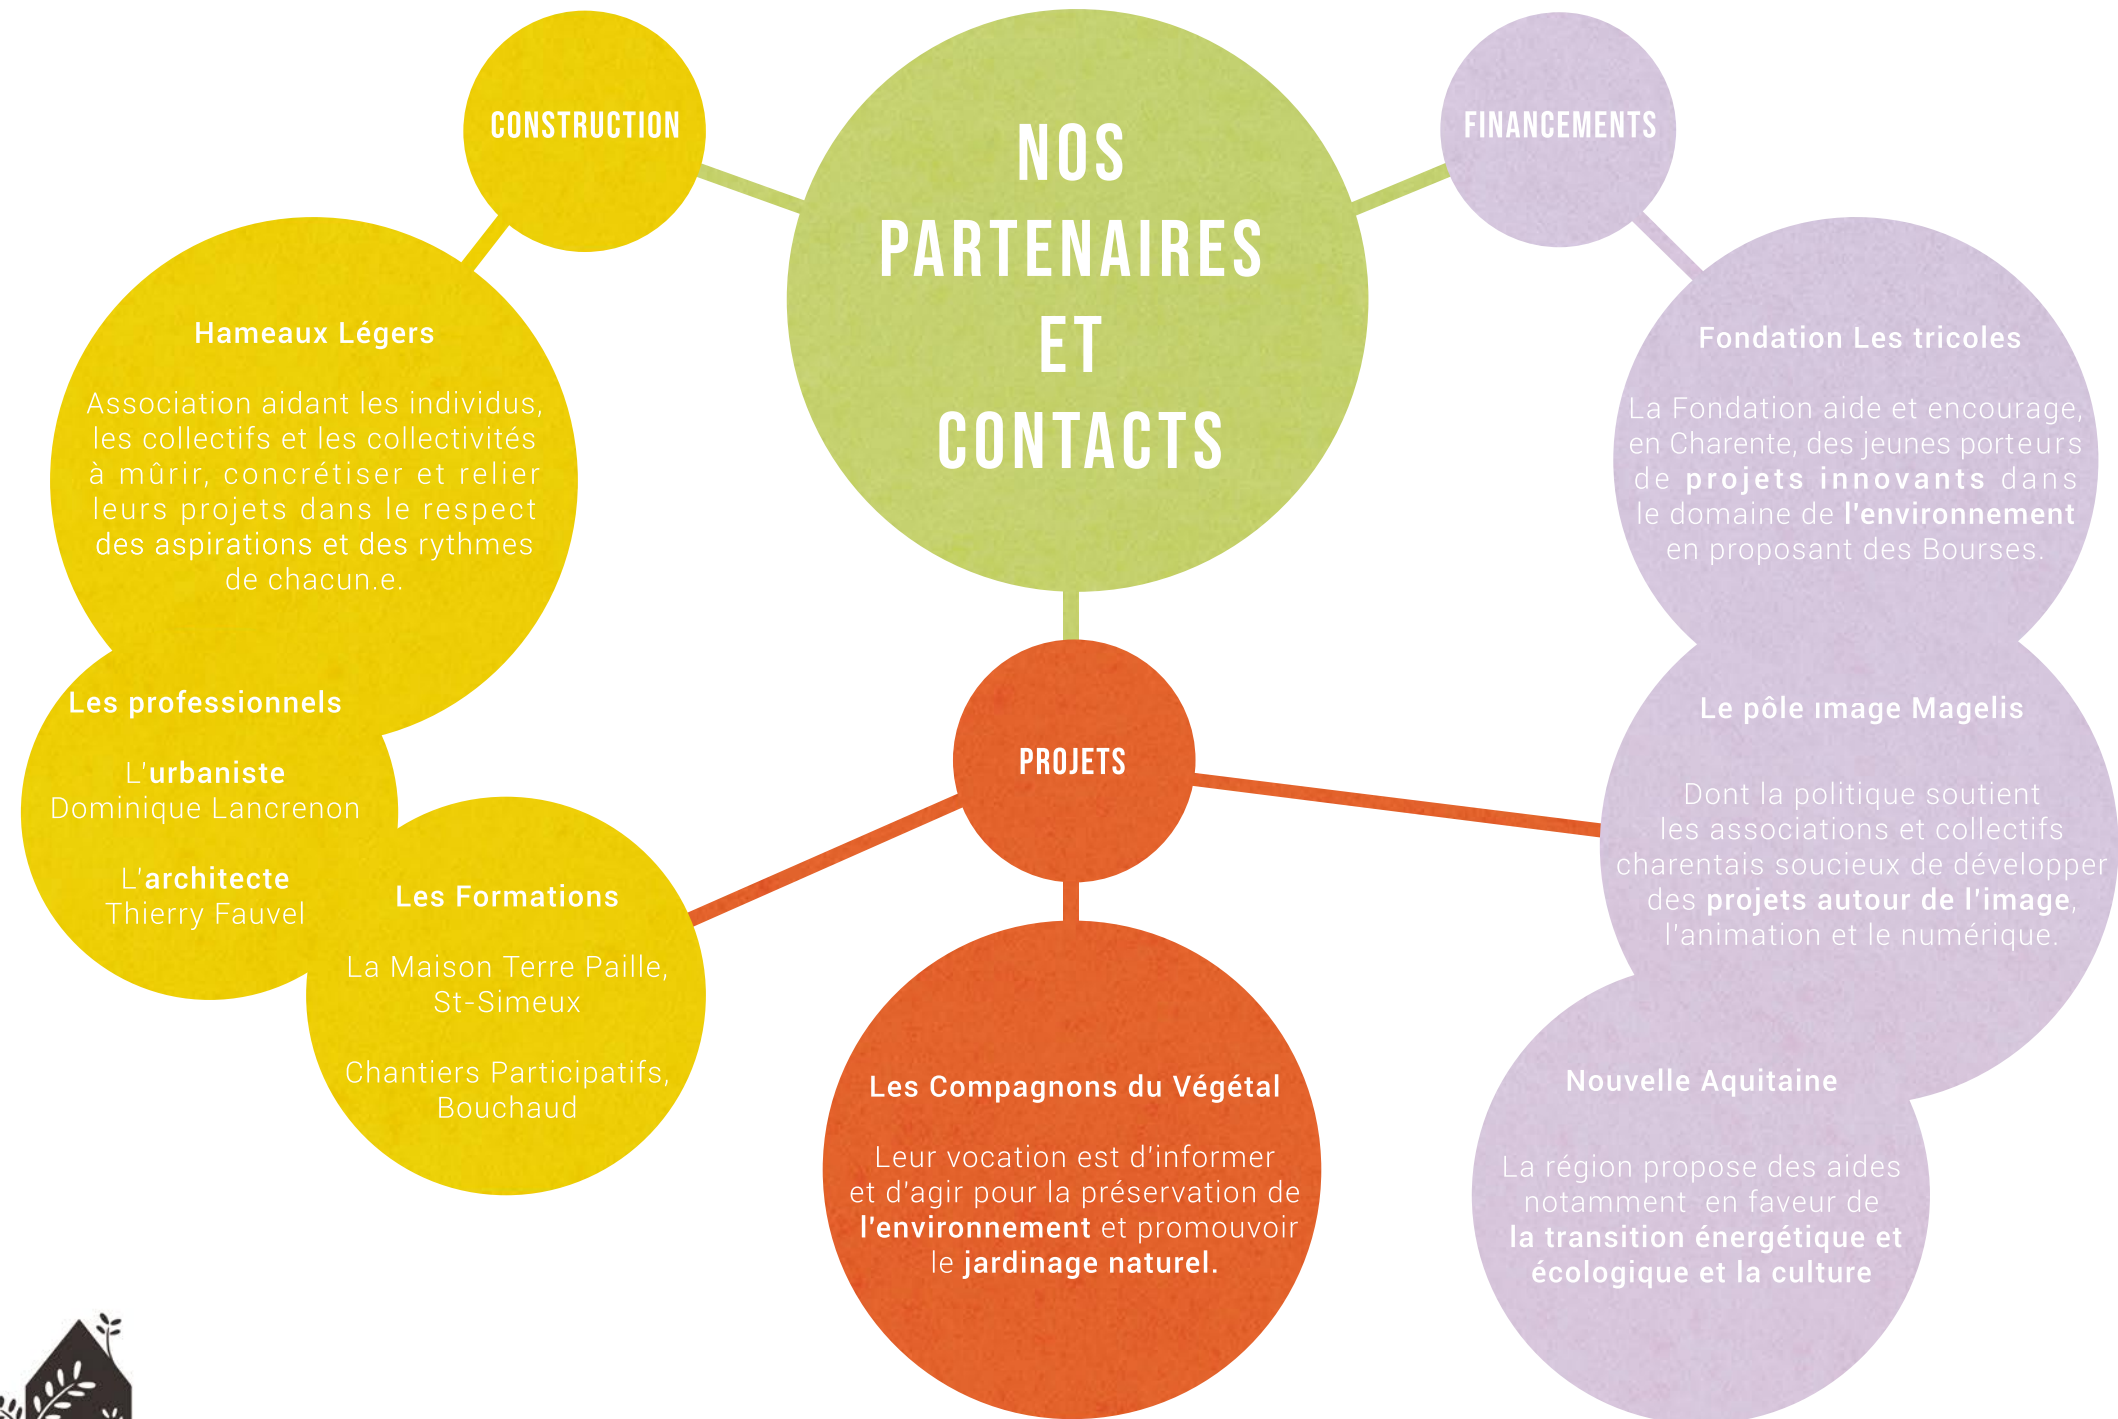 CONSTRUCTION
NOS
PARTENAIRES
ET
CONTACTS
FINANCEMENTS
Hameaux Légers
Association aidant les individus,
les collectifs et les collectivités
à mûrir, concrétiser et relier
leurs projets dans le respect
des aspirations et des rythmes
de chacun.e.
Les professionnels
L'urbaniste
Dominique Lancrenon
L'architecte
Thierry Fauvel
Les Formations
La Maison Terre Paille,
St-Simeux
Chantiers Participatifs,
Bouchaud
PROJETS
Les Compagnons du Végétal
Leur vocation est d'informer
et d'agir pour la préservation de
l'environnement et promouvoir
le jardinage naturel.
Fondation Les tricoles
La Fondation aide et encourage,
en Charente, des jeunes porteurs
de projets innovants dans
le domaine de l'environnement
en proposant des Bourses.
Le pôle ımage Magelis
Dont la politique soutient
les associations et collectifs
charentais soucieux de développer
des projets autour de l'image,
l'animation et le numérique.
Nouvelle Aquitaine
La région propose des aides
notamment en faveur de
la transition énergétique et
écologique et la culture